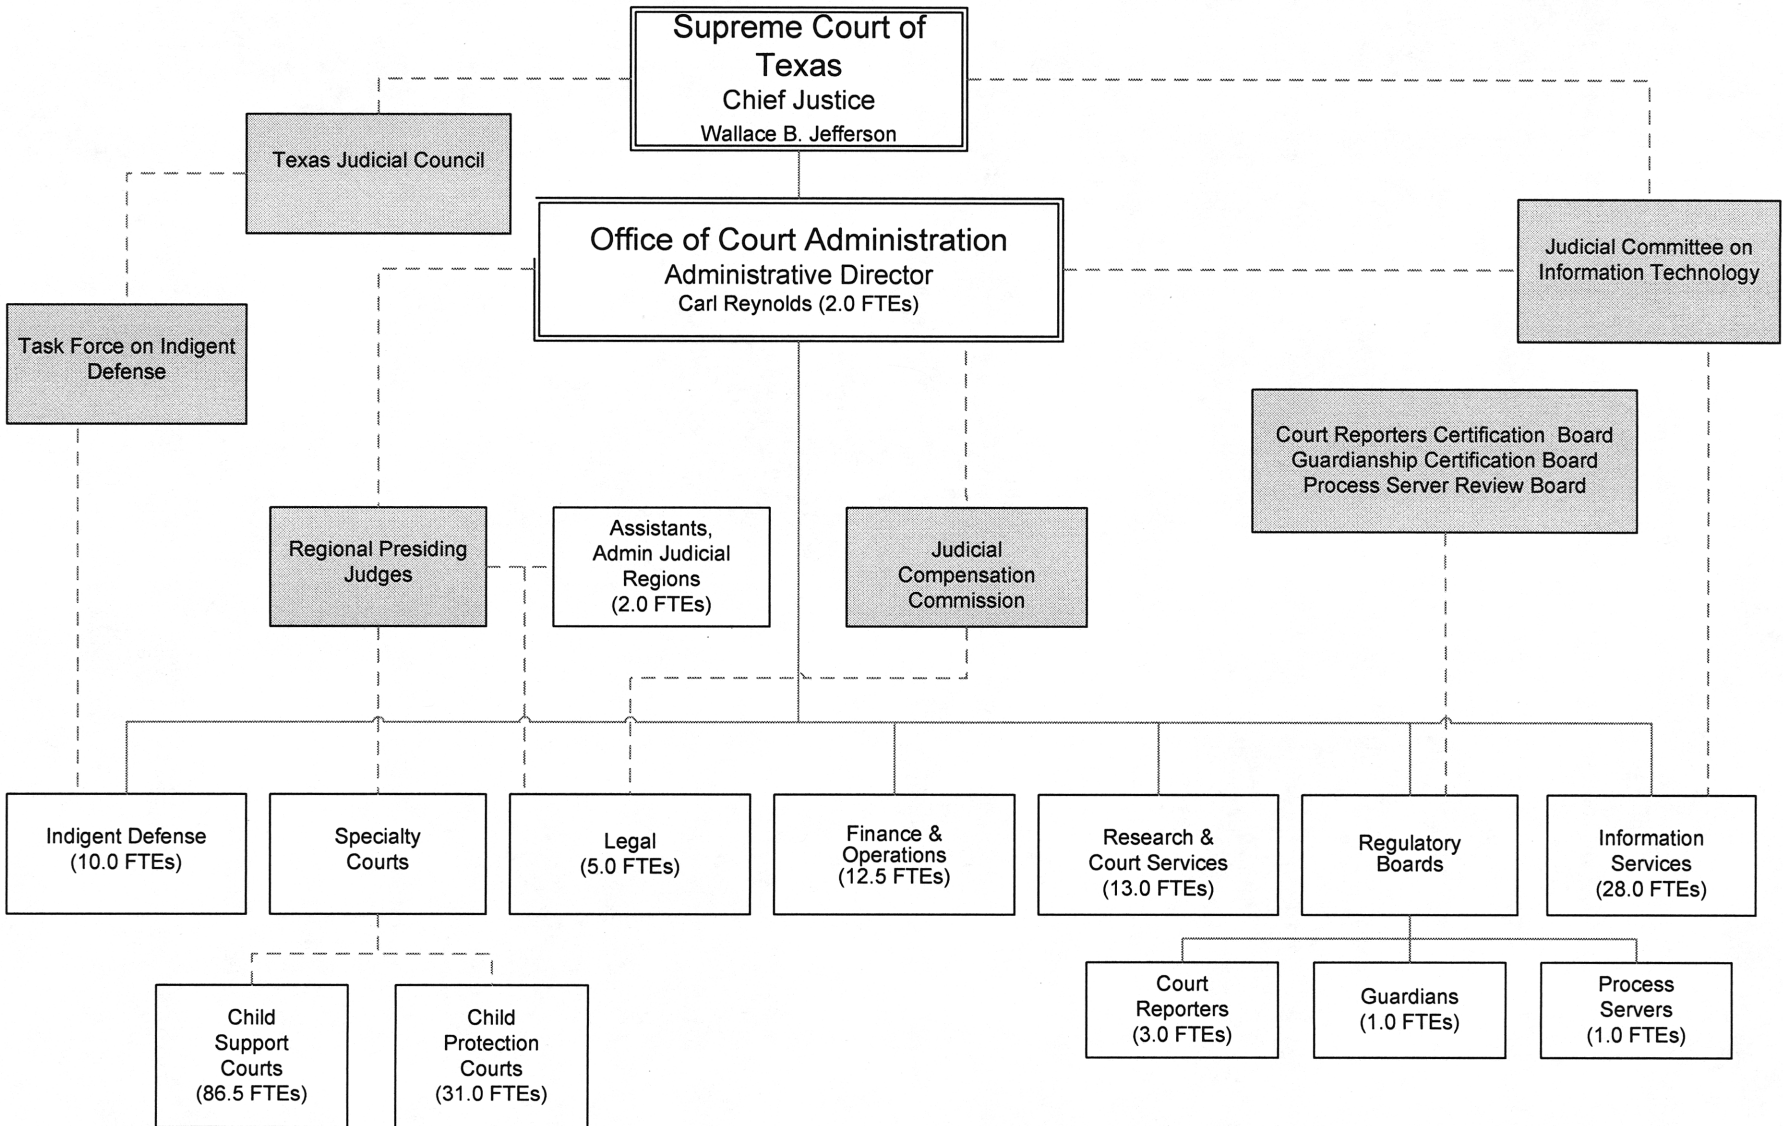 Supreme Court of
Texas
Chief Justice
Wallace B. Jefferson
Texas Judicial Council
Office of Court Administration
Administrative Director
Carl Reynolds (2.0 FTEs)
Judicial Committee on
Information Technology
Task Force on Indigent
Defense
Court Reporters Certification Board
Guardianship Certification Board
Process Server Review Board
Regional Presiding
Judges
Assistants,
Admin Judicial
Regions
(2.0 FTEs)
Judicial
Compensation
Commission
Indigent Defense
(10.0 FTEs)
Specialty
Courts
Legal
(5.0 FTEs)
Finance &
Operations
(12.5 FTEs)
Research &
Court Services
(13.0 FTEs)
Regulatory
Boards
Information
Services
(28.0 FTEs)
Child
Support
Courts
(86.5 FTEs)
Child
Protection
Courts
(31.0 FTEs)
Court
Reporters
(3.0 FTEs)
Guardians
(1.0 FTEs)
Process
Servers
(1.0 FTEs)